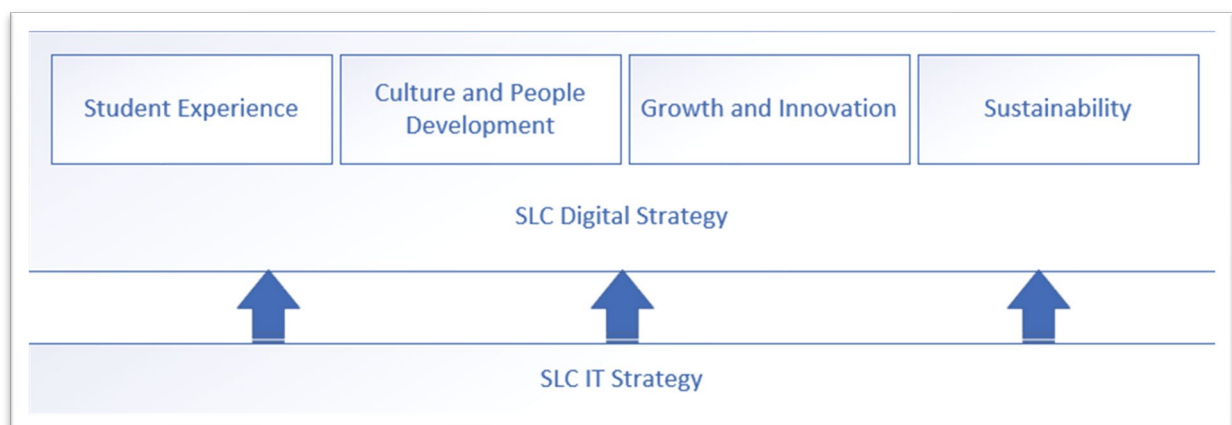 Student Experience
Culture and People
Development
Growth and Innovation
Sustainability
SLC Digital Strategy
SLC IT Strategy